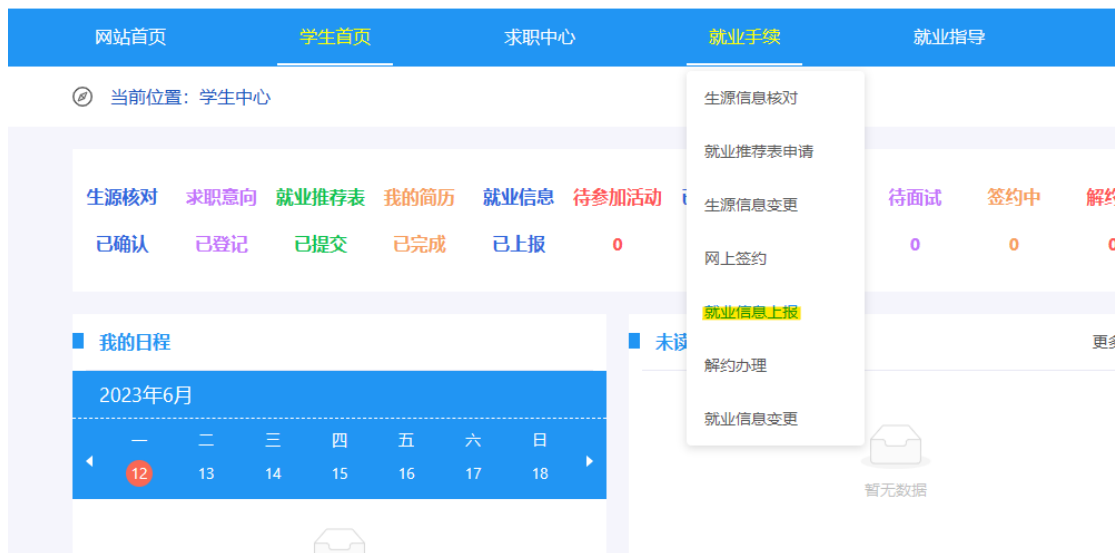 网站首页 学生首页 求职中心 就业手续 就业指导
当前位置：学生中心
生源信息核对
就业推荐表申请
生源信息变更
网上签约
就业信息上报
解约办理
就业信息变更
生源核对 求职意向 就业推荐表 我的简历 就业信息 待参加活动 待面试 签约中
已确认 已登记 已提交 已完成 已上报 0 0 0
我的日程
2023年6月
一 二 三 四 五 六 日
12 13 14 15 16 17 18
未读
更多
暂无数据